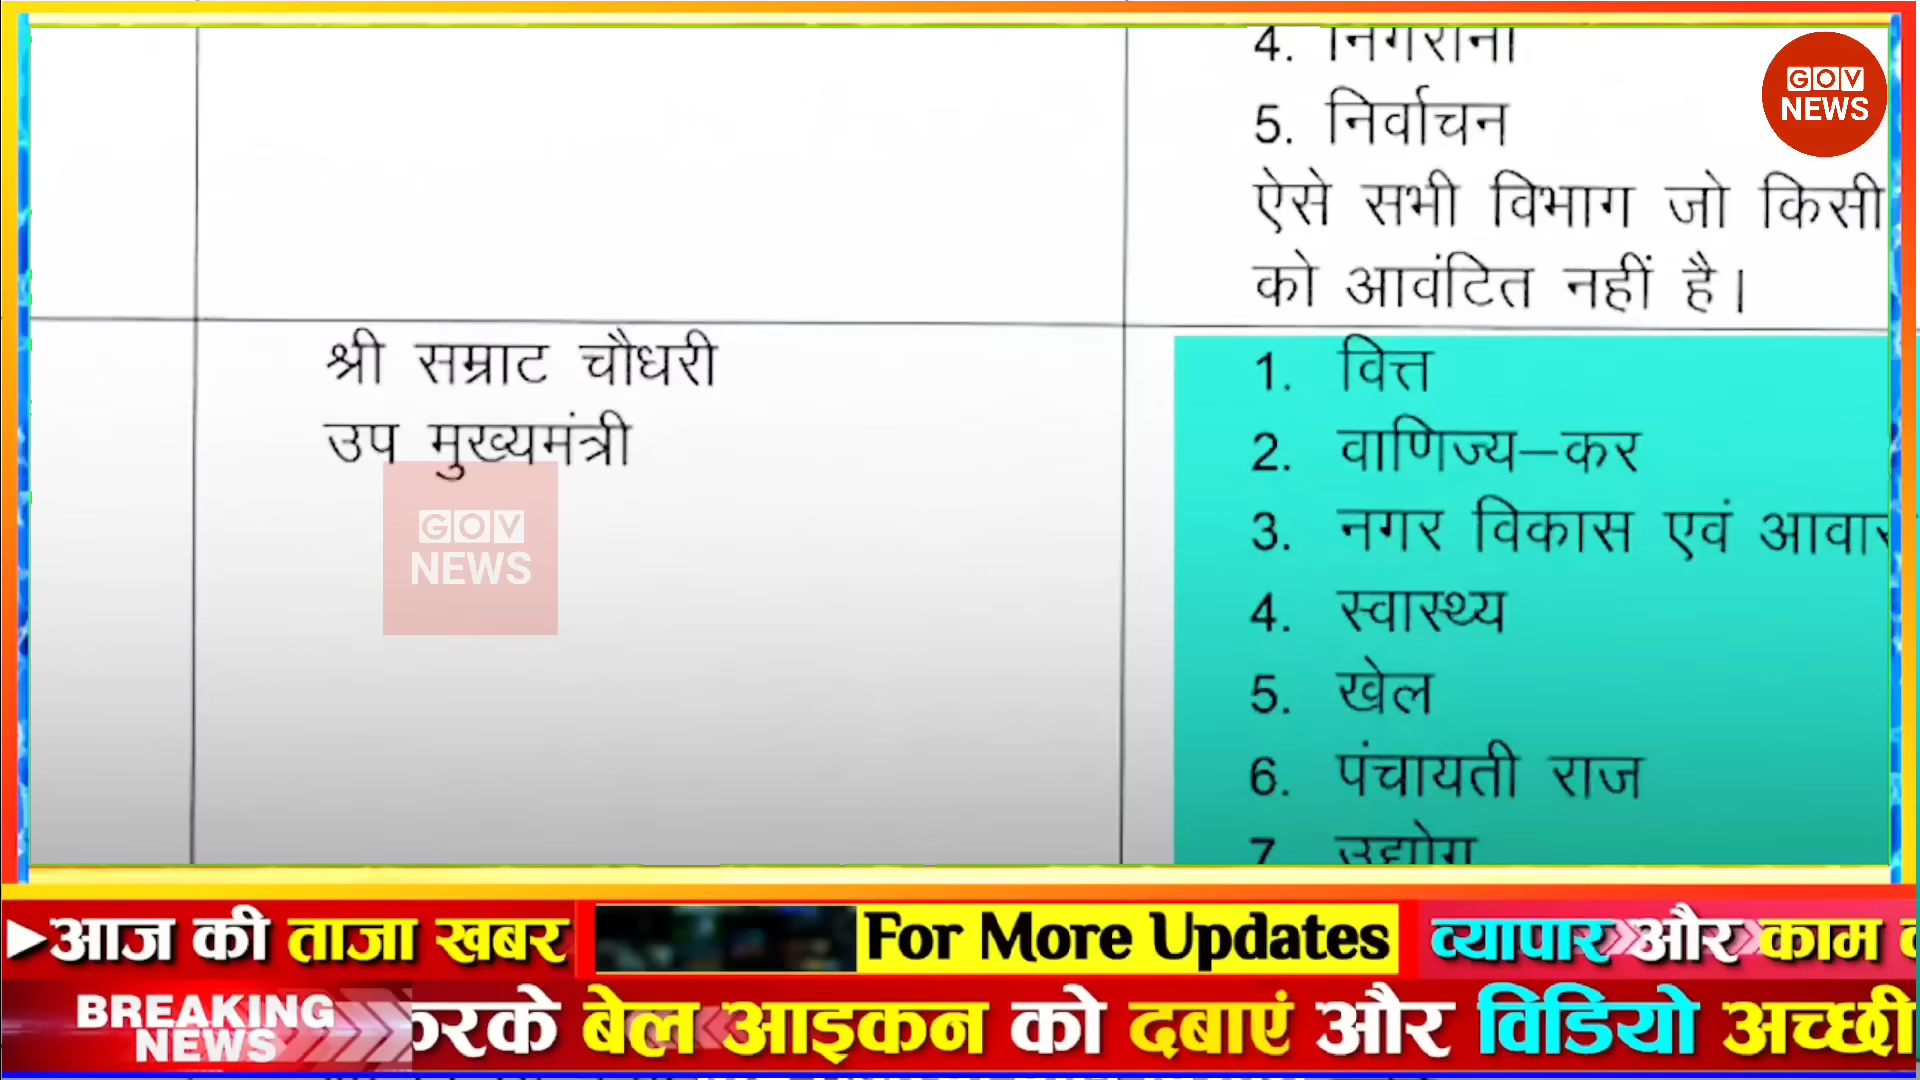 4. निगरानी
5. निर्वाचन
ऐसे सभी विभाग जो किसी
को आवंटित नहीं है।
GOV
NEWS
श्री सम्राट चौधरी
उप मुख्यमंत्री
GOV
NEWS
1. वित्त
2. वाणिज्य–कर
3. नगर विकास एवं
4. स्वास्थ्य
5. खेल
6. पंचायती राज
7. उद्योग
आज की ताजा खबर
For More Updates
व्यापार और काम
BREAKING
NEWS
करके बेल आइकन को दबाएं और विडियो अच्छी